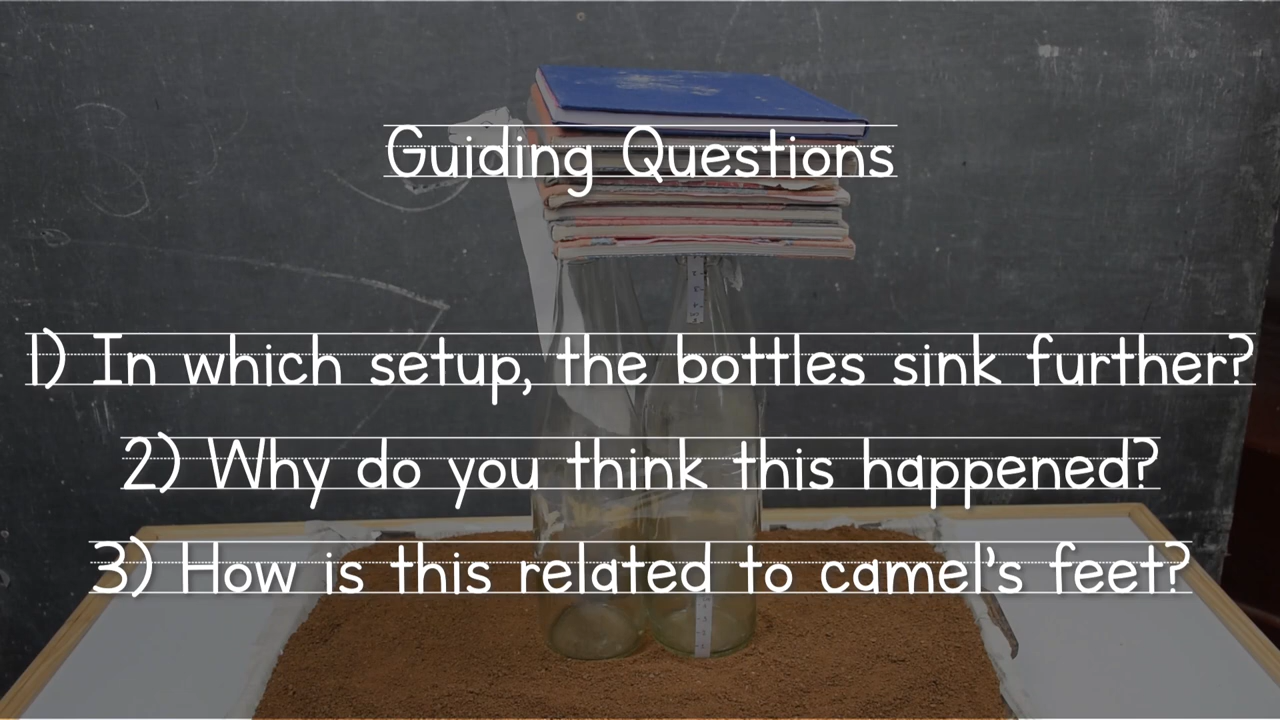 Guiding Questions
1) In which setup, the bottles sink further?
2) Why do you think this happened?
3) How is this related to camel's feet?